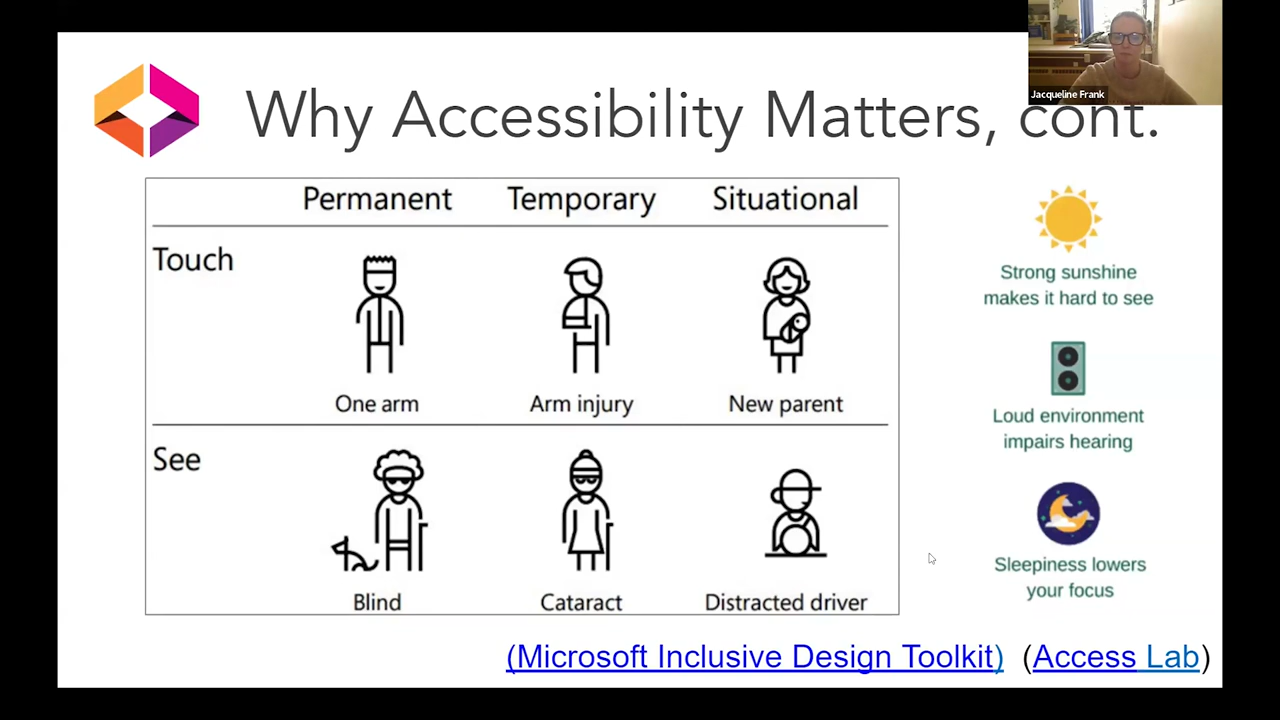 Why Accessibility Matters, cont.
Jacqueline Frank
Permanent Temporary Situational
Touch
One arm Arm injury New parent
See
Blind Cataract Distracted driver
Strong sunshine
makes it hard to see
Loud environment
impairs hearing
Sleepiness lowers
your focus
(Microsoft Inclusive Design Toolkit) (Access Lab)